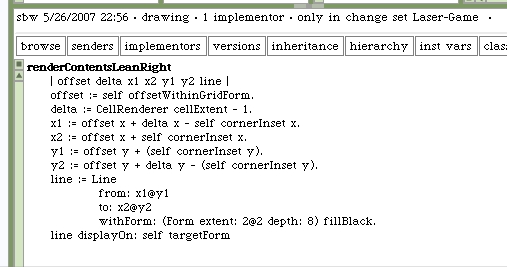 sbw 5/26/2007 22:56 · drawing · 1 implementor · only in change set Laser-Game ·
browse senders implementors versions inheritance hierarchy inst vars clas
renderContentsLeanRight
| offset delta x1 x2 y1 y2 line |
offset := self offsetWithinGridForm.
delta := CellRenderer cellExtent - 1.
x1 := offset x + delta x - self cornerInset x.
x2 := offset x + self cornerInset x.
y1 := offset y + (self cornerInset y).
y2 := offset y + delta y - (self cornerInset y).
line := Line
from: x1@y1
to: x2@y2
withForm: (Form extent: 2@2 depth: 8) fillBlack.
line displayOn: self targetForm